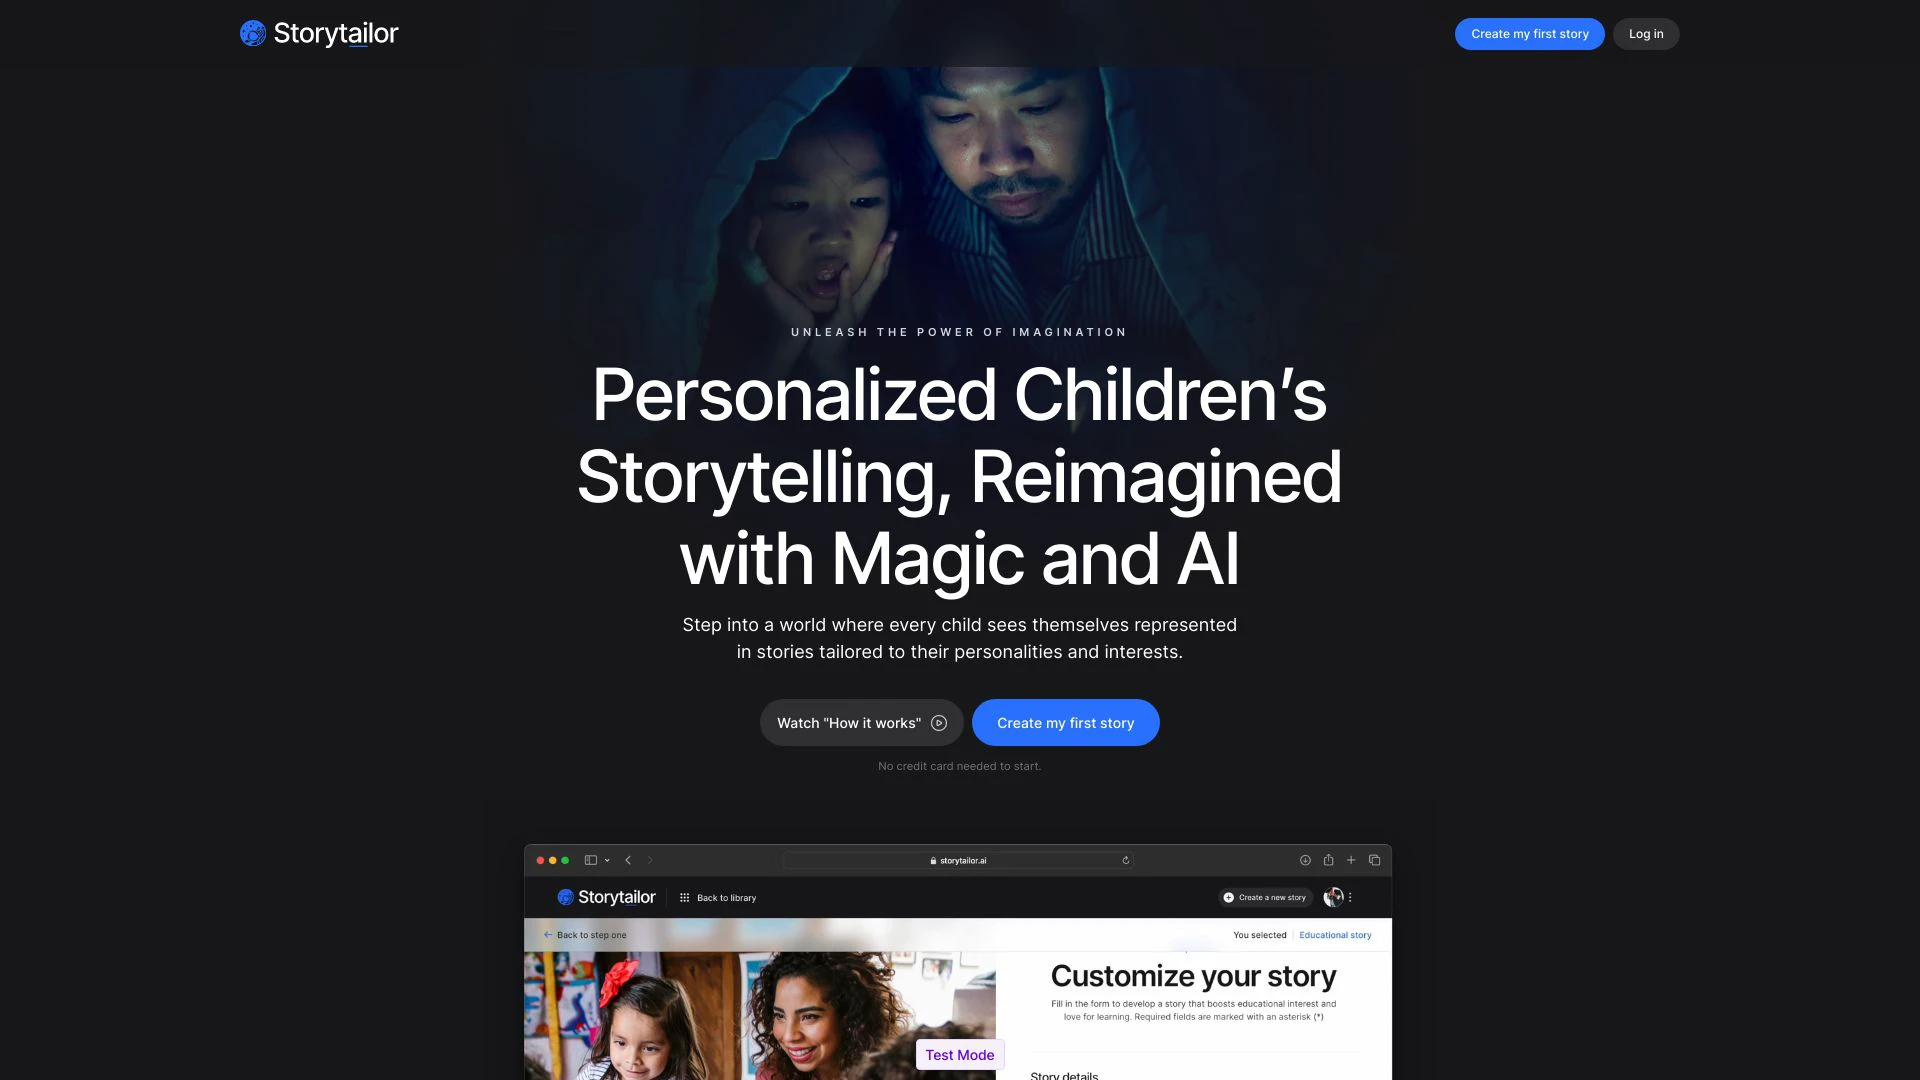 Storytailor
Create my first story
Log in
UNLEASH THE POWER OF IMAGINATION
Personalized Children’s
Storytelling, Reimagined
with Magic and AI
Step into a world where every child sees themselves represented
in stories tailored to their personalities and interests.
Watch "How it works"
Create my first story
No credit card needed to start.
storytailor.ai
Storytailor
Back to library
Create a new story
Back to step one
You selected
Educational story
Customize your story
Fill in the form to develop a story that boosts educational interest and
love for learning. Required fields are marked with an asterisk (*)
Test Mode
Story details